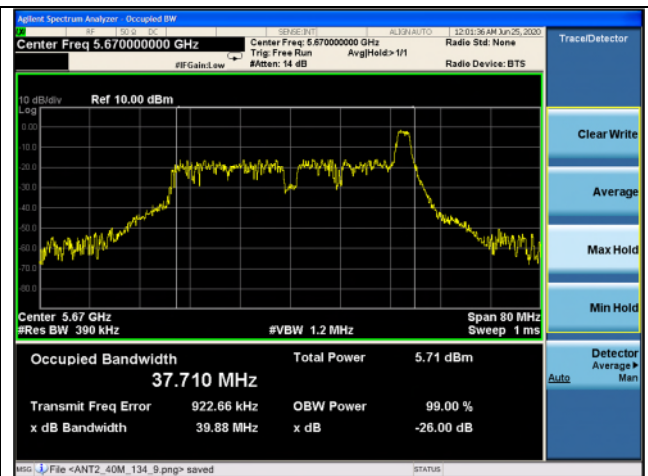 Agilent Spectrum Analyzer - Occupied BW
RF 50 Ω DC SENSE:INT ALIGN AUTO 12:01:36 AM Jun 25, 2020
Center Freq 5.670000000 GHz
Center Freq: 5.670000000 GHz
Radio Std: None
Trig: Free Run Avg|Hold:>1/1
#IFGain:Low #Atten: 14 dB Radio Device: BTS
Trace/Detector
10 dB/div Ref 10.00 dBm
Log
0.00
-10.0
-20.0
-30.0
-40.0
-50.0
-60.0
-70.0
-80.0
Clear Write
Average
Max Hold
Min Hold
Detector
Average▶
Auto Man
Center 5.67 GHz Span 80 MHz
#Res BW 390 kHz #VBW 1.2 MHz Sweep 1 ms
Occupied Bandwidth Total Power 5.71 dBm
37.710 MHz
Transmit Freq Error 922.66 kHz OBW Power 99.00 %
x dB Bandwidth 39.88 MHz x dB -26.00 dB
MSG File <ANT2_40M_134_9.png> saved STATUS